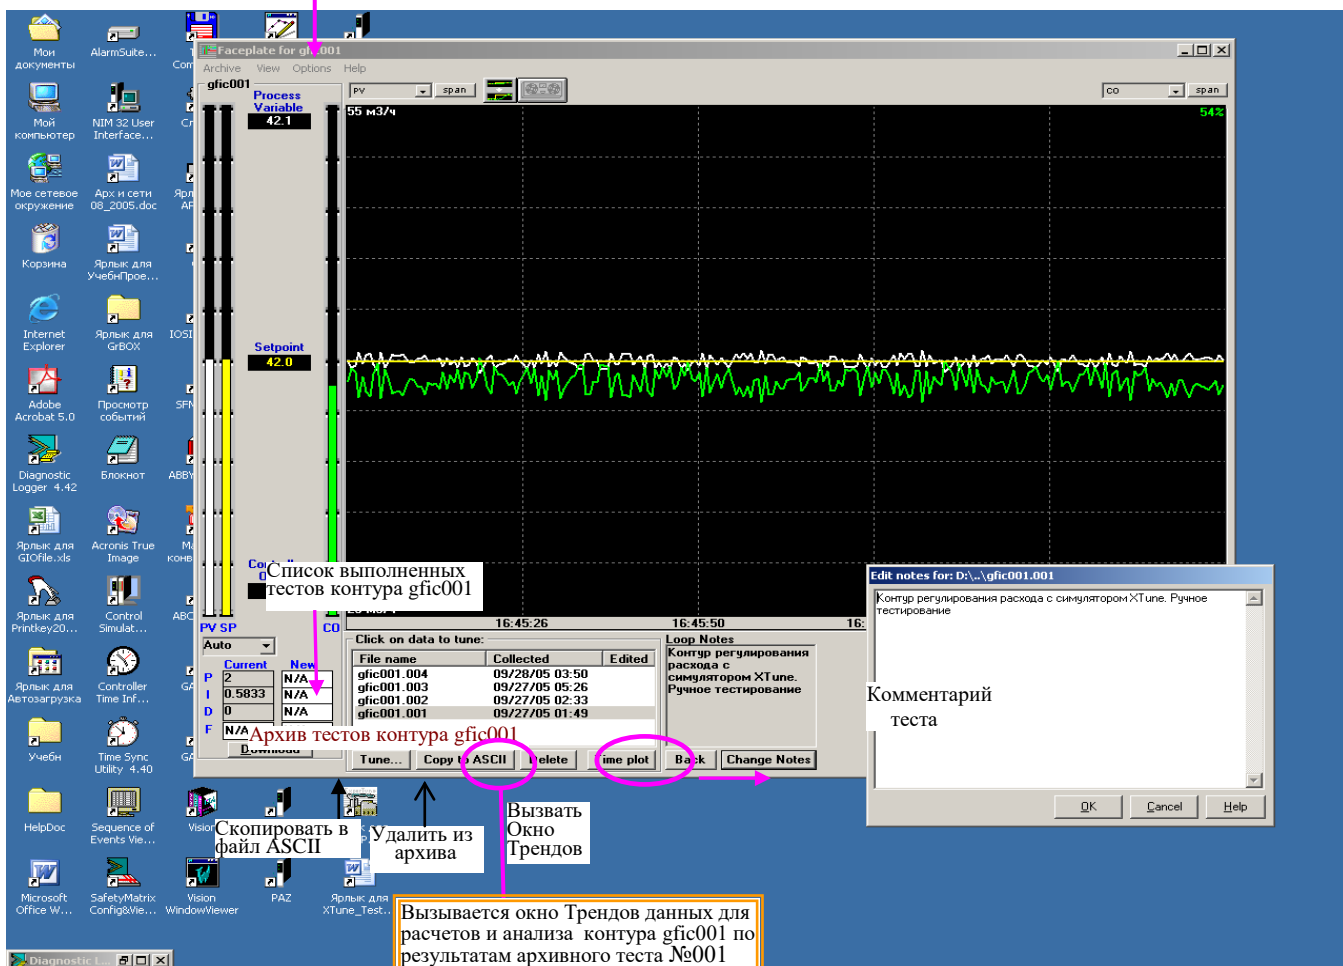 Мои
документы
AlarmSuite...
Мой
компьютер
NIM 32 User
Interface...
Мое сетевое
окружение
Арх и сети
08_2005.doc
Корзина
Ярлык для
УчебнПрое...
Internet
Explorer
Ярлык для
GrBOX
Adobe
Acrobat 5.0
Просмотр
событий
Diagnostic
Logger 4.42
Блокнот
Ярлык для
GIOfile.xls
Acronis True
Image
Ярлык для
Printkey20...
Control
Simulat...
Ярлык для
Автозагрузка
Controller
Time Inf...
Учебн
Time Sync
Utility 4.40
HelpDoc
Sequence of
Events Vie...
Microsoft
Office W...
SafetyMatrix
Config&Vie...
Vision
WindowViewer
PAZ
Ярлык для
XTune_Test...
Faceplate for gfic001
Archive View Options Help
gfic001
Process
Variable
42.1
PV
span
CO
span
55 м3/ч
54%
Setpoint
42.0
Список выполненных
тестов контура gfic001
PV SP CO
16:45:26
16:45:50
16:
Auto
Current New
P 2 N/A
I 0.5833 N/A
D 0 N/A
F N/A
Download
Click on data to tune:
File name Collected Edited
gfic001.004 09/28/05 03:50
gfic001.003 09/27/05 05:26
gfic001.002 09/27/05 02:33
gfic001.001 09/27/05 01:49
Архив тестов контура gfic001
Tune... Copy to ASCII Delete Time plot
Loop Notes
Контур регулирования
расхода с
симулятором XTune.
Ручное тестирование
Back Change Notes
Edit notes for: D:\..\gfic001.001
Контур регулирования расхода с симулятором XTune. Ручное
тестирование
OK Cancel Help
Комментарий
теста
Скопировать в
файл ASCII
Удалить из
архива
Вызвать
Окно
Трендов
Вызывается окно Трендов данных для
расчетов и анализа контура gfic001 по
результатам архивного теста №001
Diagnostic L...